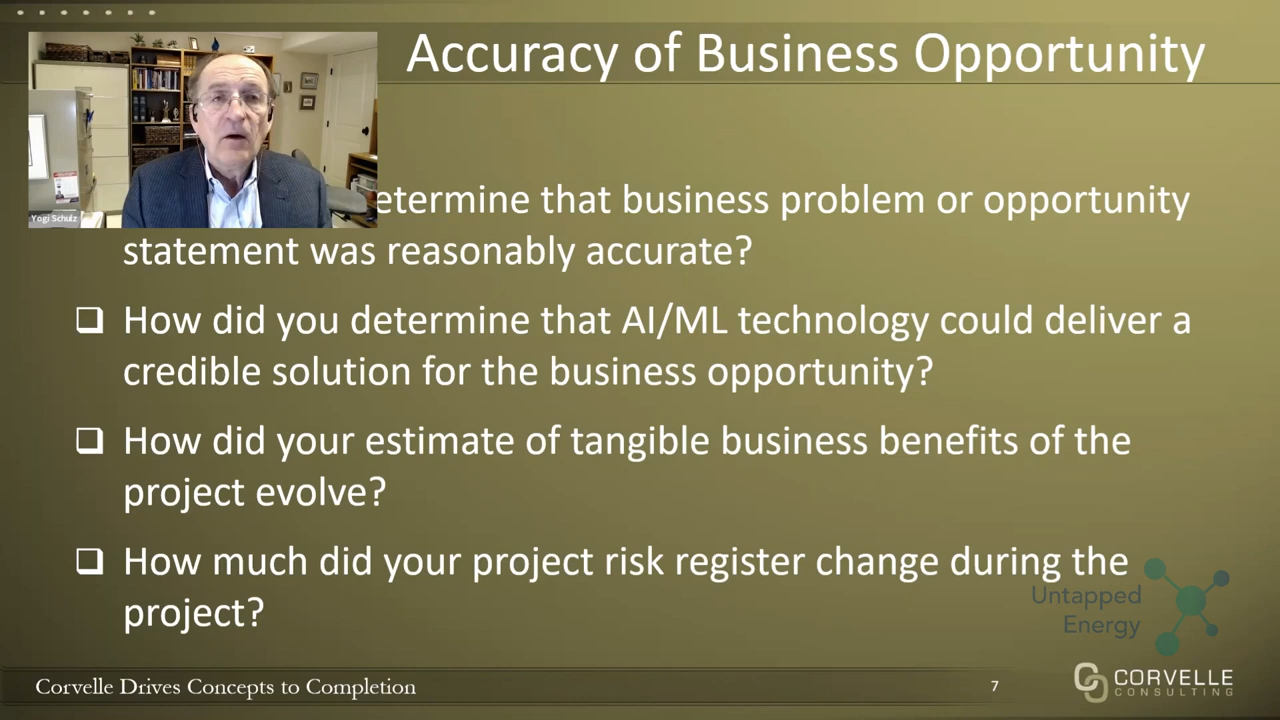 Accuracy of Business Opportunity
Yogi Schulz
etermine that business problem or opportunity
statement was reasonably accurate?
❑ How did you determine that AI/ML technology could deliver a
credible solution for the business opportunity?
❑ How did your estimate of tangible business benefits of the
project evolve?
❑ How much did your project risk register change during the
project?
Untapped
Energy
Corvelle Drives Concepts to Completion
7
CORVELLE
CONSULTING